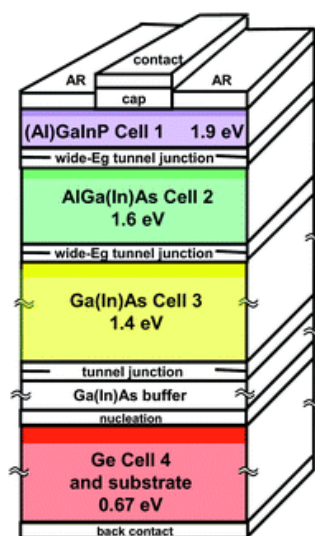 contact
AR
AR
cap
(Al)GaInP Cell 1 1.9 eV
wide-Eg tunnel junction
AlGa(In)As Cell 2
1.6 eV
wide-Eg tunnel junction
Ga(In)As Cell 3
1.4 eV
tunnel junction
Ga(In)As buffer
nucleation
Ge Cell 4
and substrate
0.67 eV
back contact